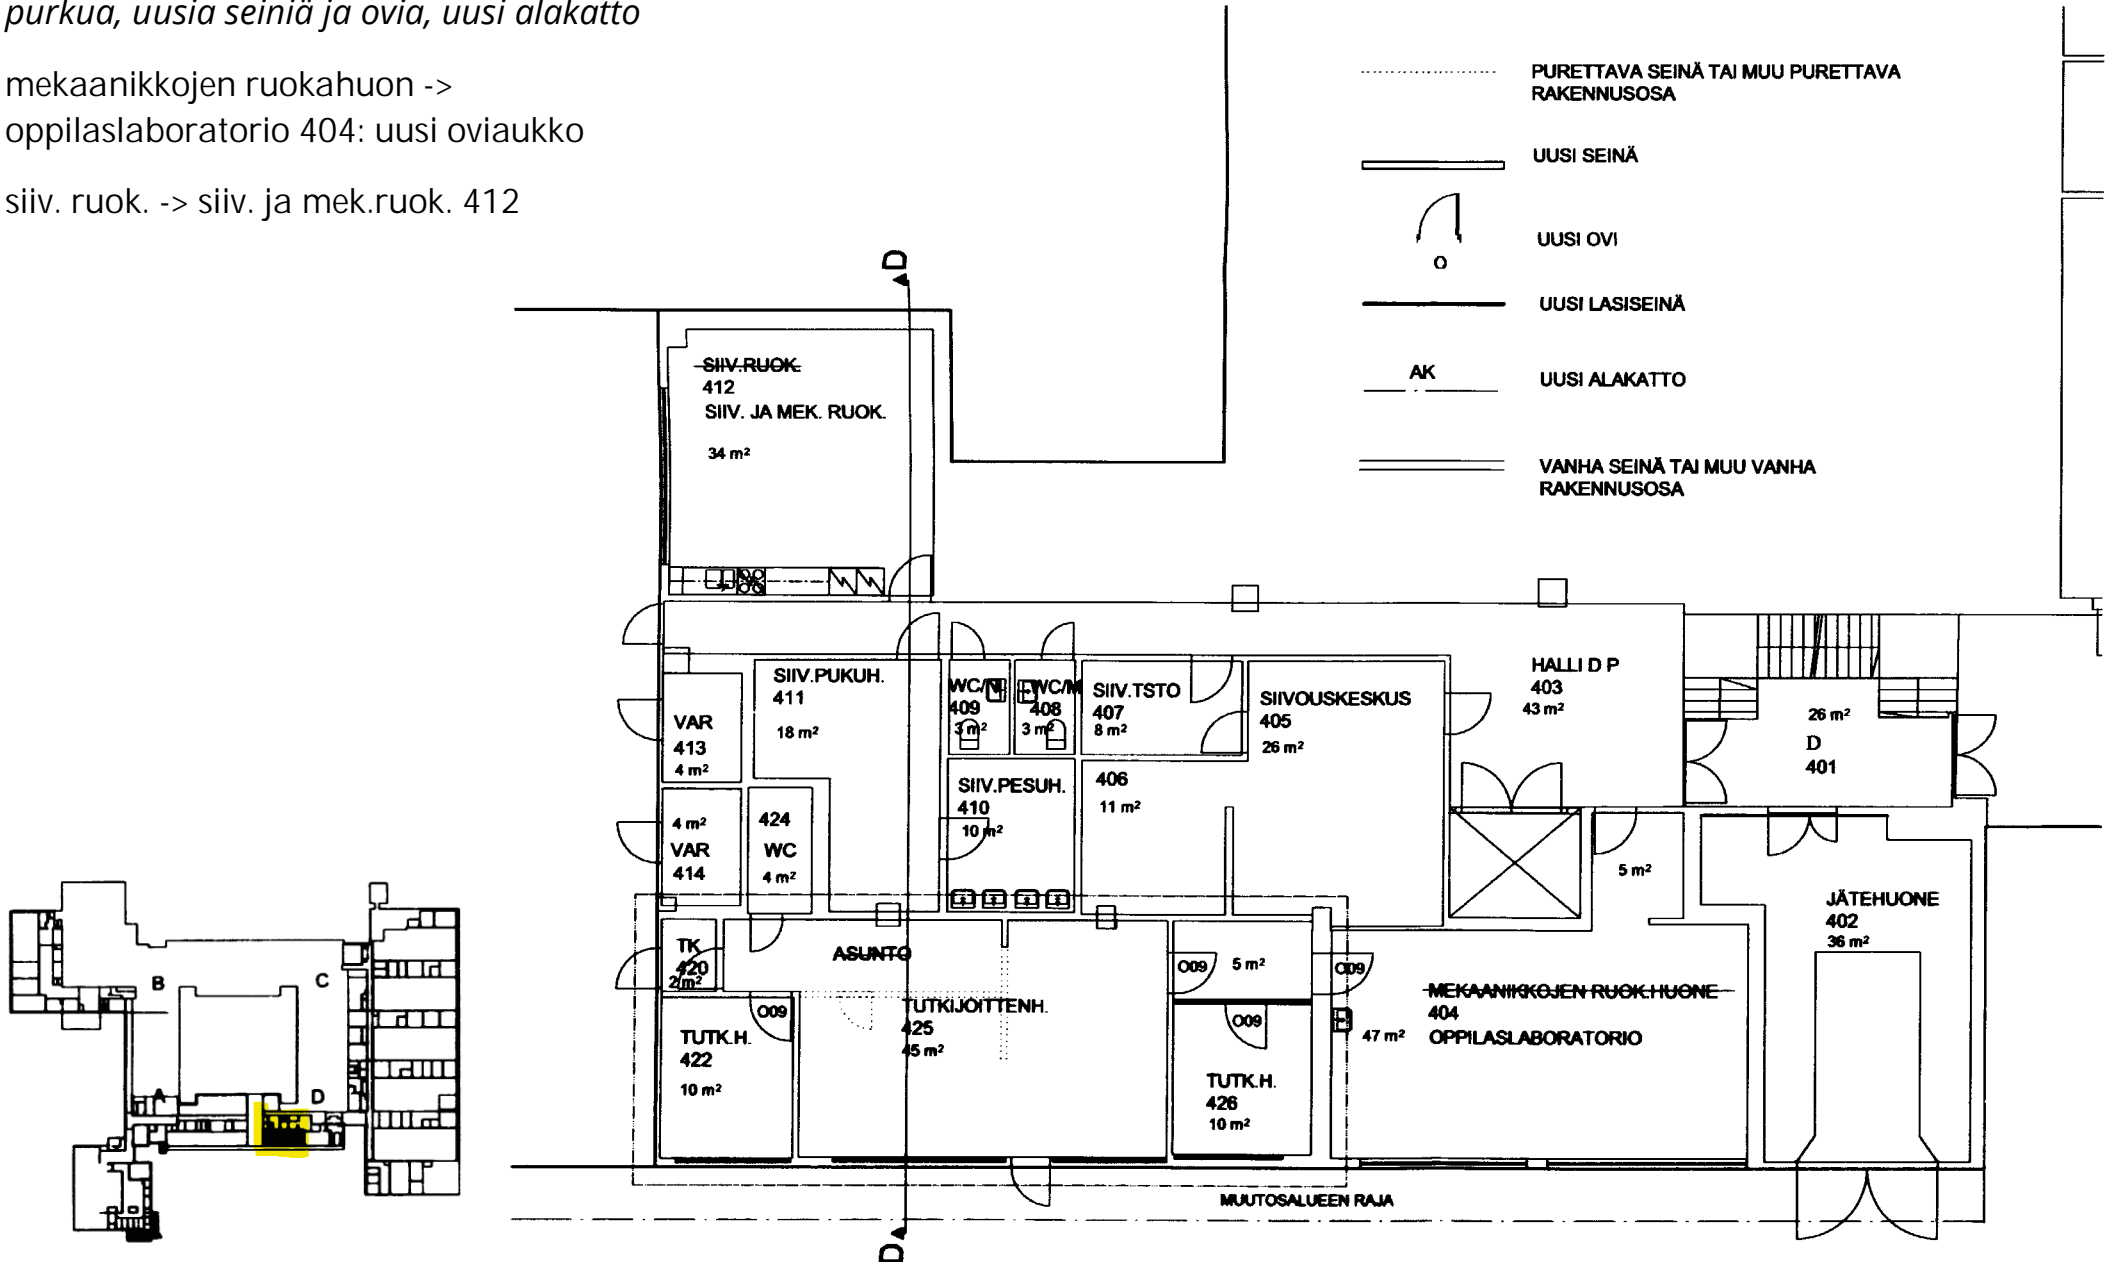 purkua, uusia seiniä ja ovia, uusi alakatto
mekaanikkojen ruokahuon ->
oppilaslaboratorio 404: uusi oviaukko
siiv. ruok. -> siiv. ja mek.ruok. 412
PURETTAVA SEINÄ TAI MUU PURETTAVA
RAKENNUSOSA
UUSI SEINÄ
UUSI OVI
O
UUSI LASISEINÄ
AK
UUSI ALAKATTO
VANHA SEINÄ TAI MUU VANHA
RAKENNUSOSA
D
SIIV.RUOK.
412
SIIV. JA MEK. RUOK.
34 m²
SIIV.PUKUH.
411
18 m²
VAR
413
4 m²
4 m²
VAR
414
424
WC
4 m²
WC/N
409
3 m²
WC/M
408
3 m²
SIIV.TSTO
407
8 m²
SIIVOUSKESKUS
405
26 m²
HALLI D P
403
43 m²
26 m²
D
401
SIIV.PESUH.
410
10 m²
406
11 m²
5 m²
JÄTEHUONE
402
36 m²
TK
420
2 m²
ASUNTO
O09
TUTKIJOITTENH.
425
45 m²
TUTK.H.
422
10 m²
O09
5 m²
O09
O09
TUTK.H.
426
10 m²
MEKAANIKKOJEN RUOK.HUONE
404
47 m²
OPPILASLABORATORIO
MUUTOSALUEEN RAJA
D
B
C
A
D